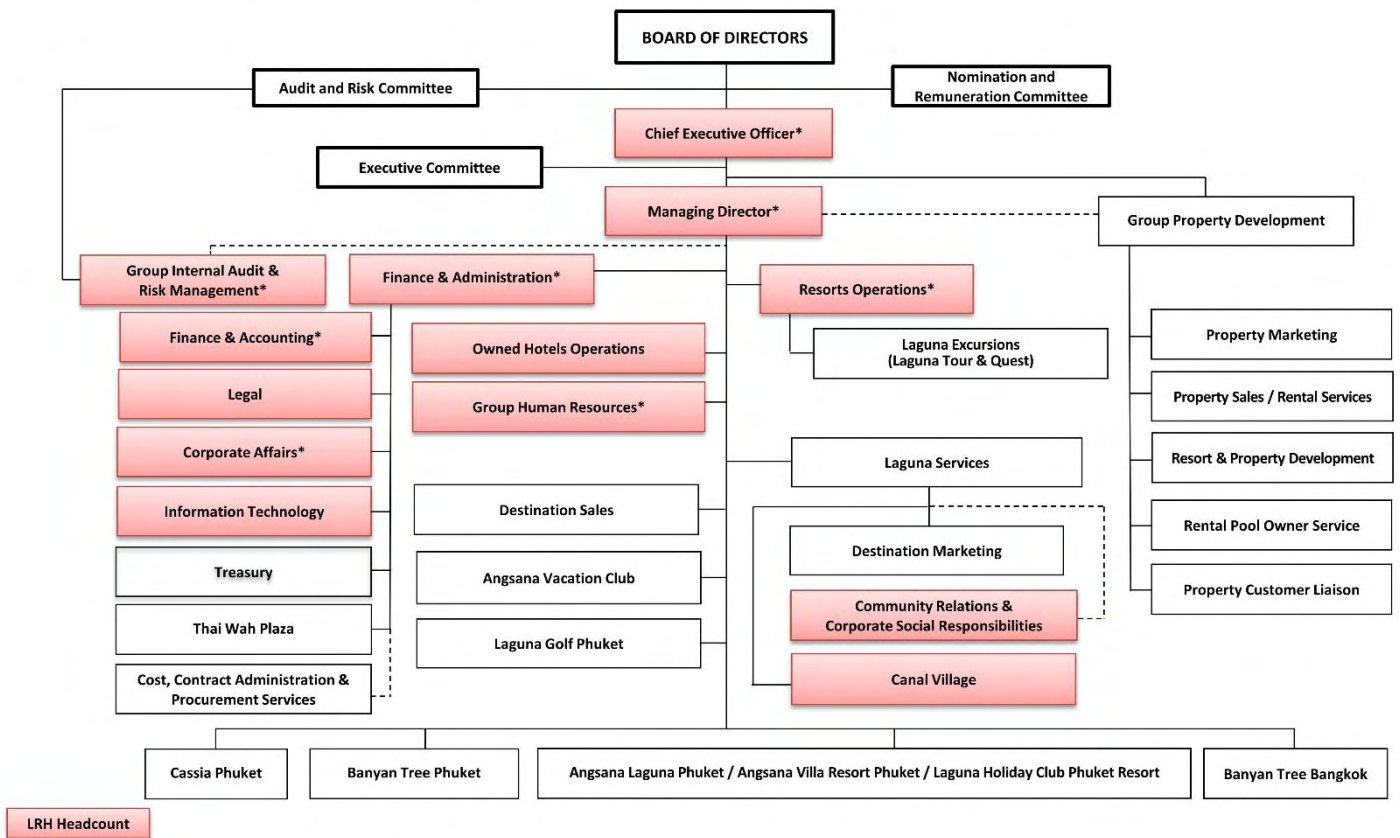 BOARD OF DIRECTORS
Audit and Risk Committee
Nomination and
Remuneration Committee
Chief Executive Officer*
Executive Committee
Managing Director*
Group Property Development
Group Internal Audit &
Risk Management*
Finance & Administration*
Resorts Operations*
Finance & Accounting*
Legal
Corporate Affairs*
Information Technology
Treasury
Thai Wah Plaza
Cost, Contract Administration &
Procurement Services
Owned Hotels Operations
Group Human Resources*
Destination Sales
Angsana Vacation Club
Laguna Golf Phuket
Laguna Excursions
(Laguna Tour & Quest)
Laguna Services
Destination Marketing
Community Relations &
Corporate Social Responsibilities
Canal Village
Property Marketing
Property Sales / Rental Services
Resort & Property Development
Rental Pool Owner Service
Property Customer Liaison
Cassia Phuket
Banyan Tree Phuket
Angsana Laguna Phuket / Angsana Villa Resort Phuket / Laguna Holiday Club Phuket Resort
Banyan Tree Bangkok
LRH Headcount